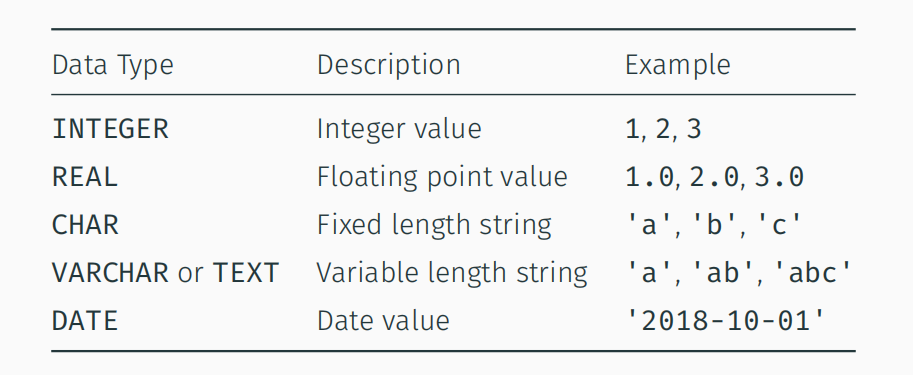 Data Type Description Example
INTEGER Integer value 1, 2, 3
REAL Floating point value 1.0, 2.0, 3.0
CHAR Fixed length string 'a', 'b', 'c'
VARCHAR or TEXT Variable length string 'a', 'ab', 'abc'
DATE Date value '2018-10-01'